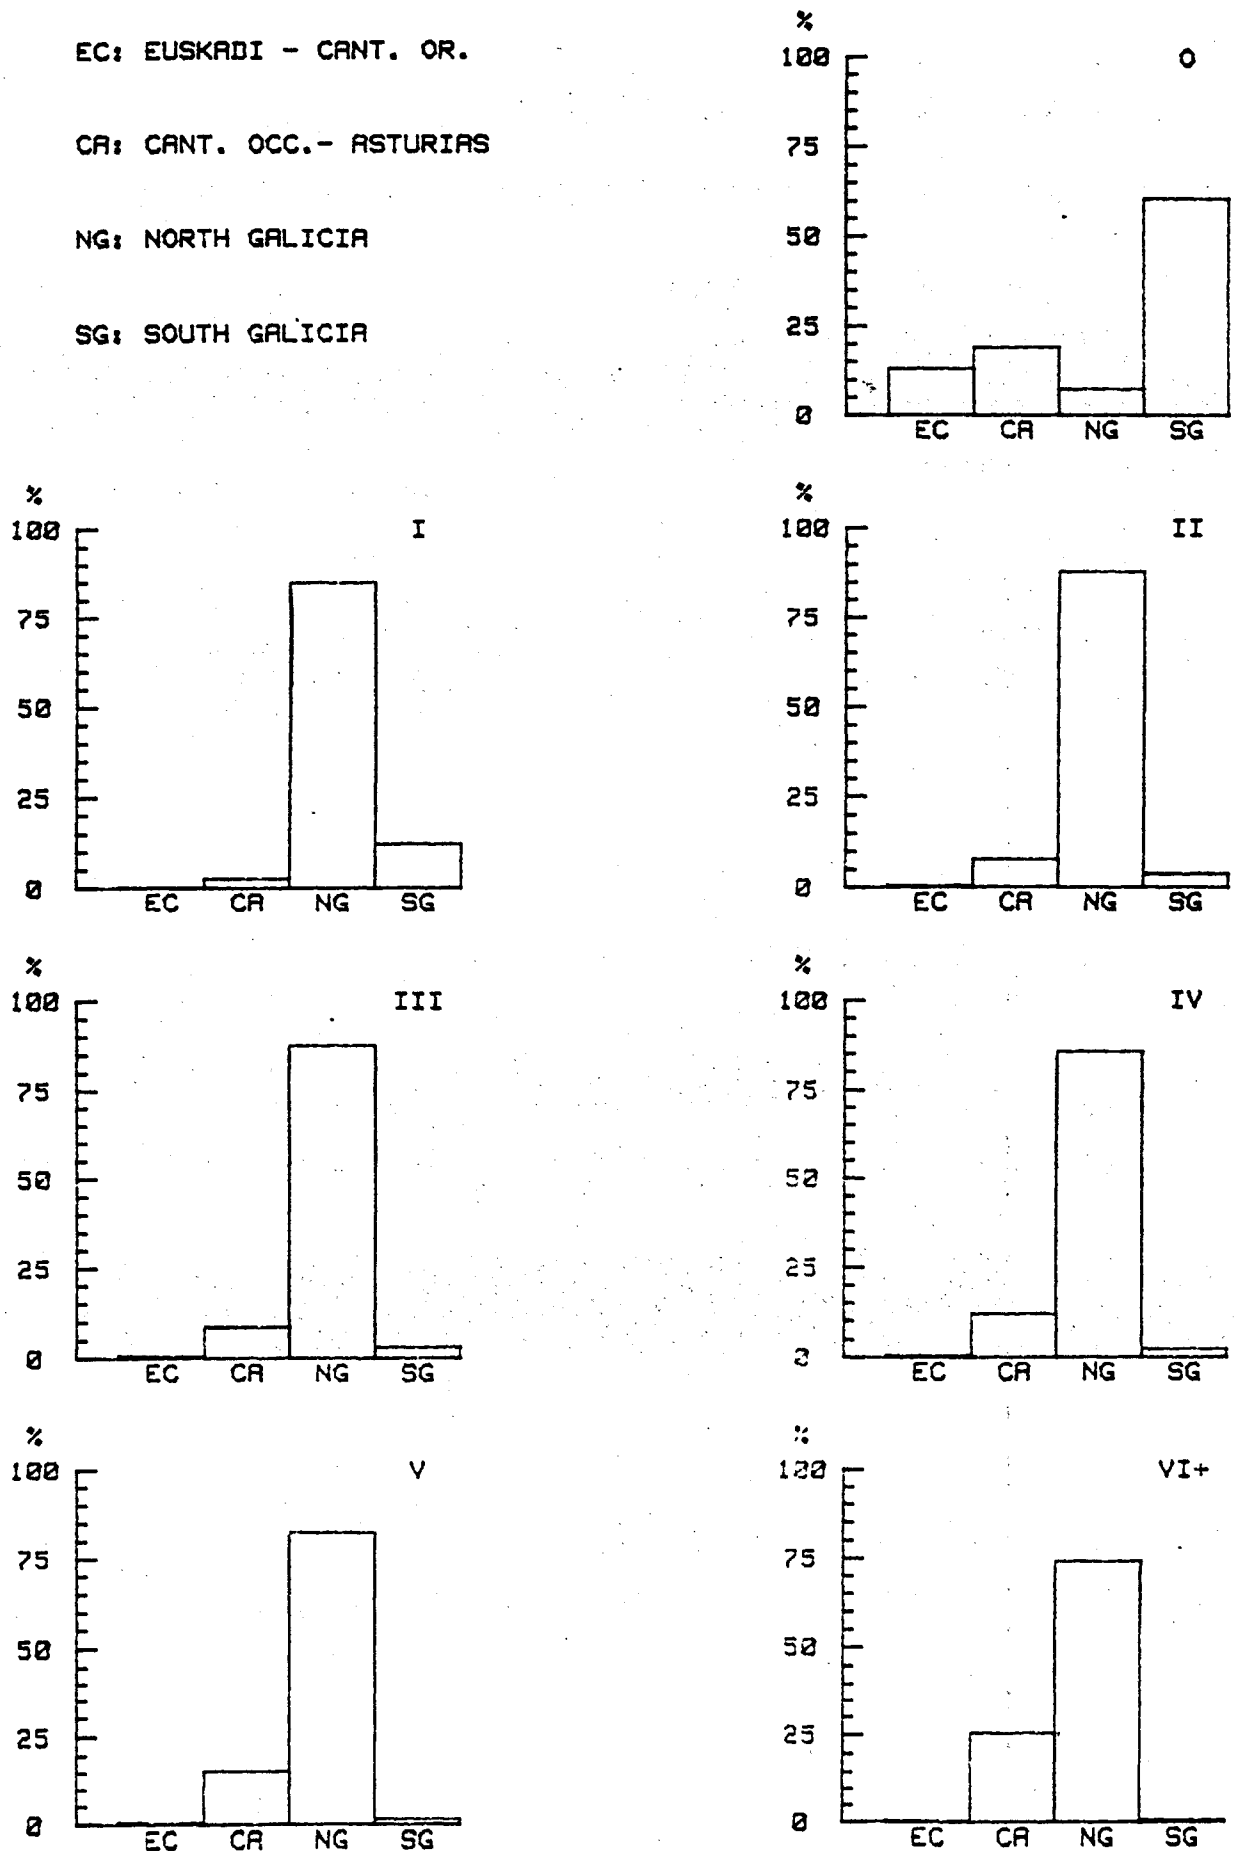 EC: EUSKADI - CANT. OR.
CA: CANT. OCC.- ASTURIAS
NG: NORTH GALICIA
SG: SOUTH GALICIA
%
O
100
75
50
25
0
EC CA NG SG
%
I
100
75
50
25
0
EC CA NG SG
%
II
100
75
50
25
0
EC CA NG SG
%
III
100
75
50
25
0
EC CA NG SG
%
IV
100
75
50
25
0
EC CA NG SG
%
V
100
75
50
25
0
EC CA NG SG
%
VI+
100
75
50
25
0
EC CA NG SG